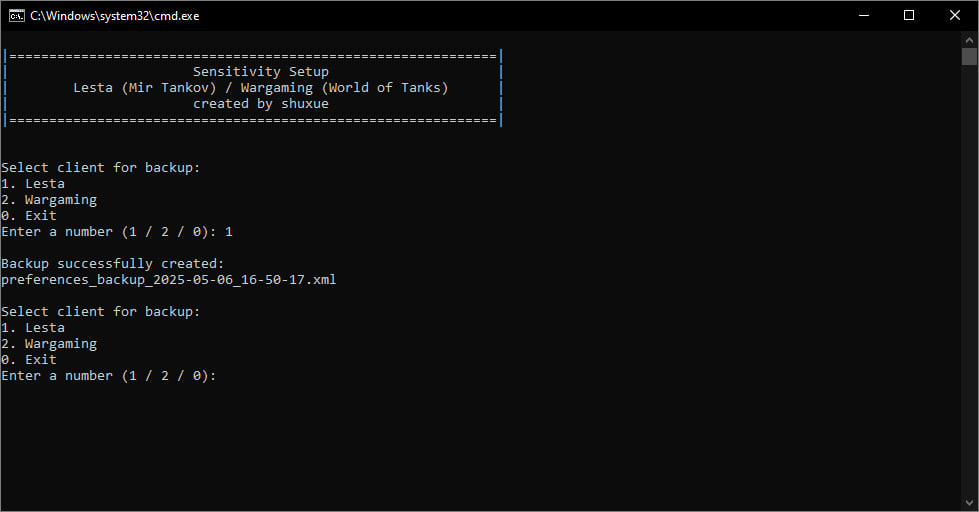 C:\Windows\system32\cmd.exe
|=============================================================|
| Sensitivity Setup |
| Lesta (Mir Tankov) / Wargaming (World of Tanks) |
| created by shuxue |
|=============================================================|
Select client for backup:
1. Lesta
2. Wargaming
0. Exit
Enter a number (1 / 2 / 0): 1
Backup successfully created:
preferences_backup_2025-05-06_16-50-17.xml
Select client for backup:
1. Lesta
2. Wargaming
0. Exit
Enter a number (1 / 2 / 0):